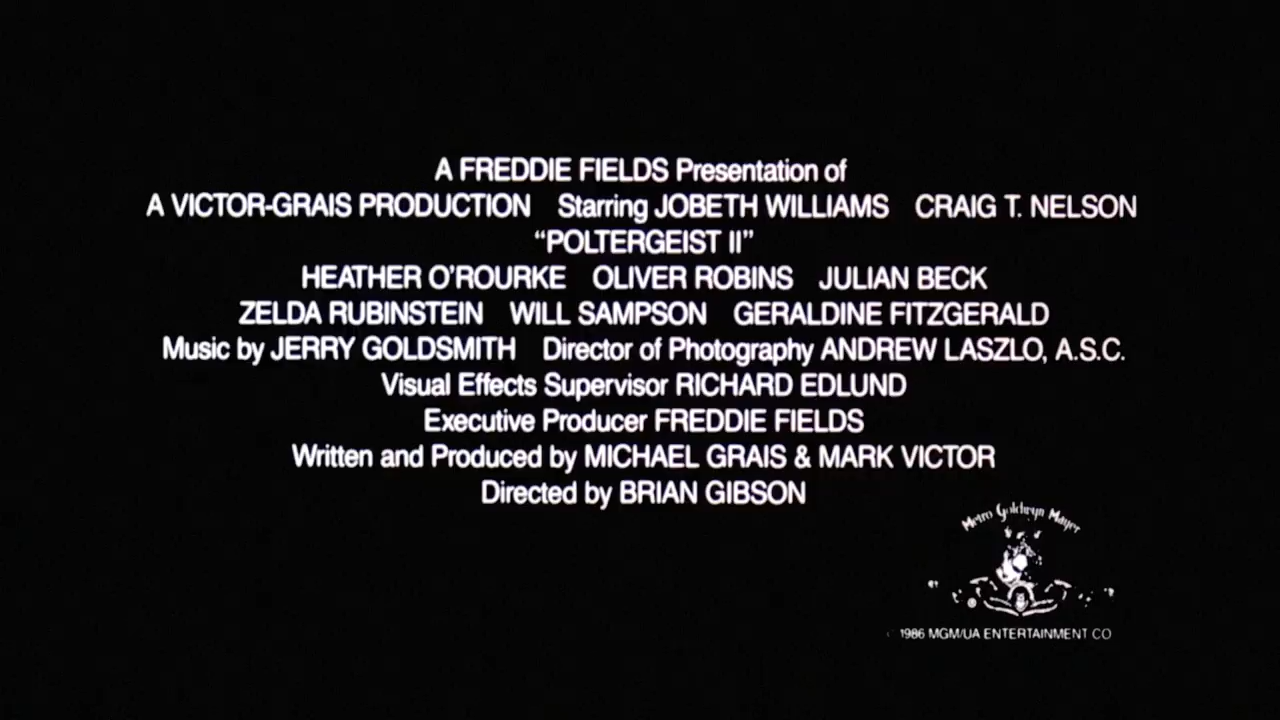 A FREDDIE FIELDS Presentation of
A VICTOR-GRAIS PRODUCTION Starring JOBETH WILLIAMS CRAIG T. NELSON
“POLTERGEIST II”
HEATHER O’ROURKE OLIVER ROBINS JULIAN BECK
ZELDA RUBINSTEIN WILL SAMPSON GERALDINE FITZGERALD
Music by JERRY GOLDSMITH Director of Photography ANDREW LASZLO, A.S.C.
Visual Effects Supervisor RICHARD EDLUND
Executive Producer FREDDIE FIELDS
Written and Produced by MICHAEL GRAIS & MARK VICTOR
Directed by BRIAN GIBSON
Metro Goldwyn Mayer
®
1986 MGM/UA ENTERTAINMENT CO